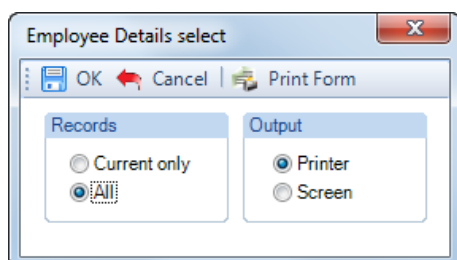 Employee Details select
OK Cancel Print Form
Records Output
Current only Printer
All Screen